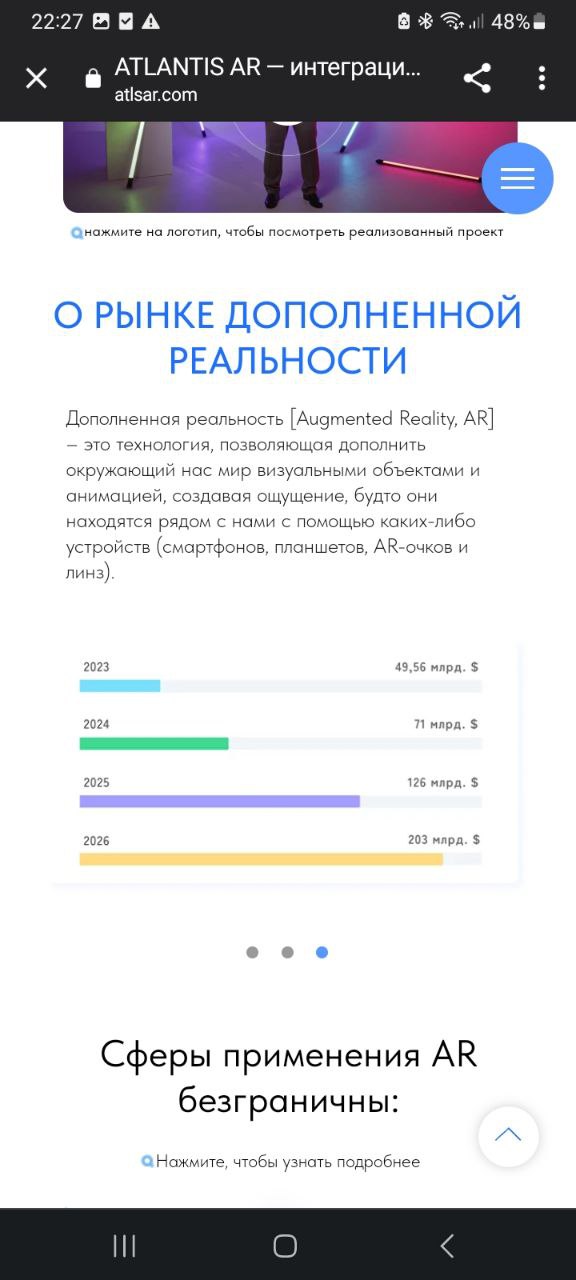 22:27
48%
ATLANTIS AR — интеграци...
atlsar.com
нажмите на логотип, чтобы посмотреть реализованный проект
О РЫНКЕ ДОПОЛНЕННОЙ
РЕАЛЬНОСТИ
Дополненная реальность [Augmented Reality, AR]
– это технология, позволяющая дополнить
окружающий нас мир визуальными объектами и
анимацией, создавая ощущение, будто они
находятся рядом с нами с помощью каких-либо
устройств (смартфонов, планшетов, AR-очков и
линз).
2023 49,56 млрд. $
2024 71 млрд. $
2025 126 млрд. $
2026 203 млрд. $
Сферы применения AR
безграничны:
Нажмите, чтобы узнать подробнее